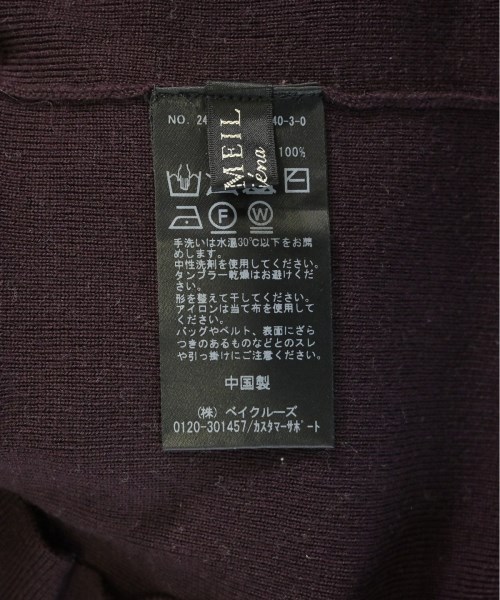 NO. 24 40-3-0
100%
MEIL
éna
F W
手洗いは水温30℃以下をお薦
めします。
中性洗剤を使用してください。
タンブラー乾燥はお避けください。
形を整えて干してください。
アイロンは当て布を使用してく
ださい。
バッグやベルト、表面にざら
つきのあるものなどとのスレ
や引っ掛けにご注意ください。
中国製
(株) ベイクルーズ
0120-301457/カスタマーサポート